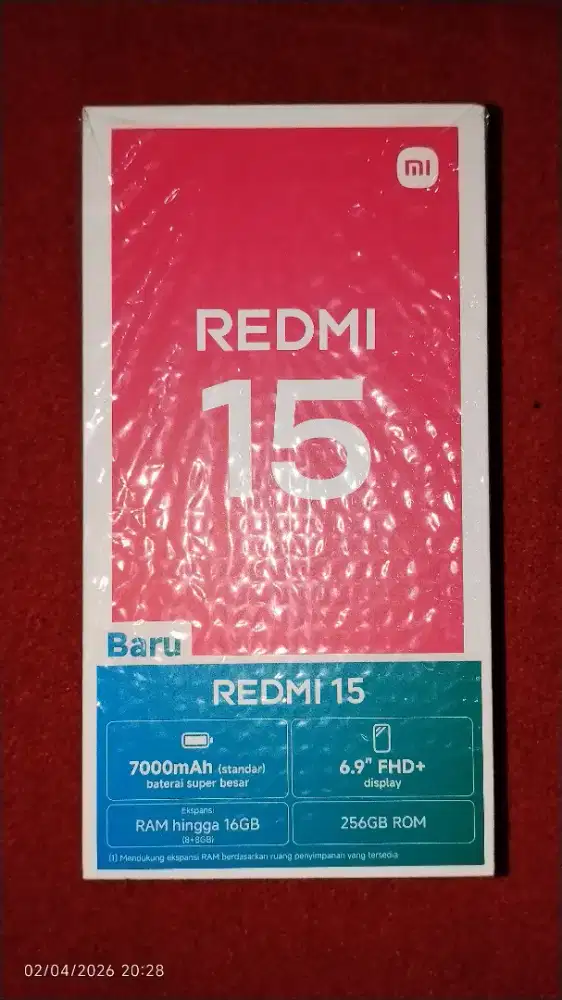 mi
REDMI
15
Baru
REDMI 15
7000mAh (standar)
baterai super besar
6.9" FHD+
display
Ekspansi
RAM hingga 16GB
(8+8GB)
256GB ROM
(1) Mendukung ekspansi RAM berdasarkan ruang penyimpanan yang tersedia
02/04/2026 20:28